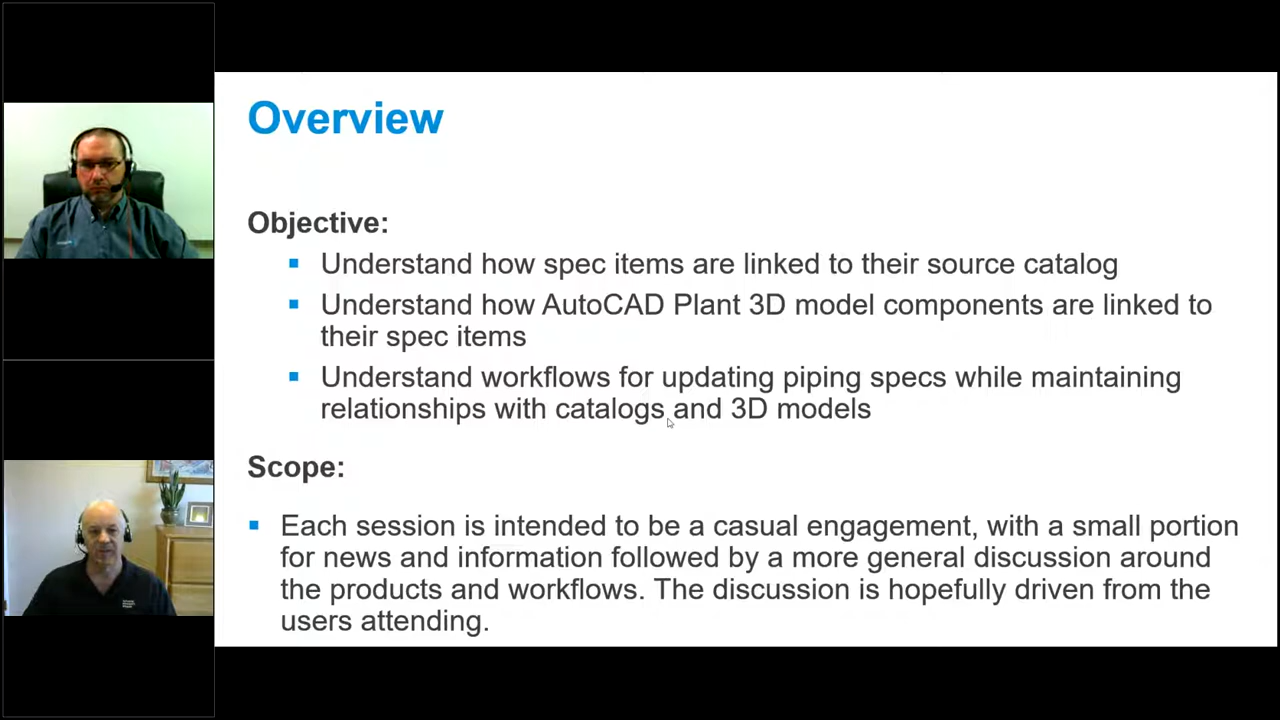 Overview
Objective:
Understand how spec items are linked to their source catalog
Understand how AutoCAD Plant 3D model components are linked to
their spec items
Understand workflows for updating piping specs while maintaining
relationships with catalogs and 3D models
Scope:
Each session is intended to be a casual engagement, with a small portion
for news and information followed by a more general discussion around
the products and workflows. The discussion is hopefully driven from the
users attending.